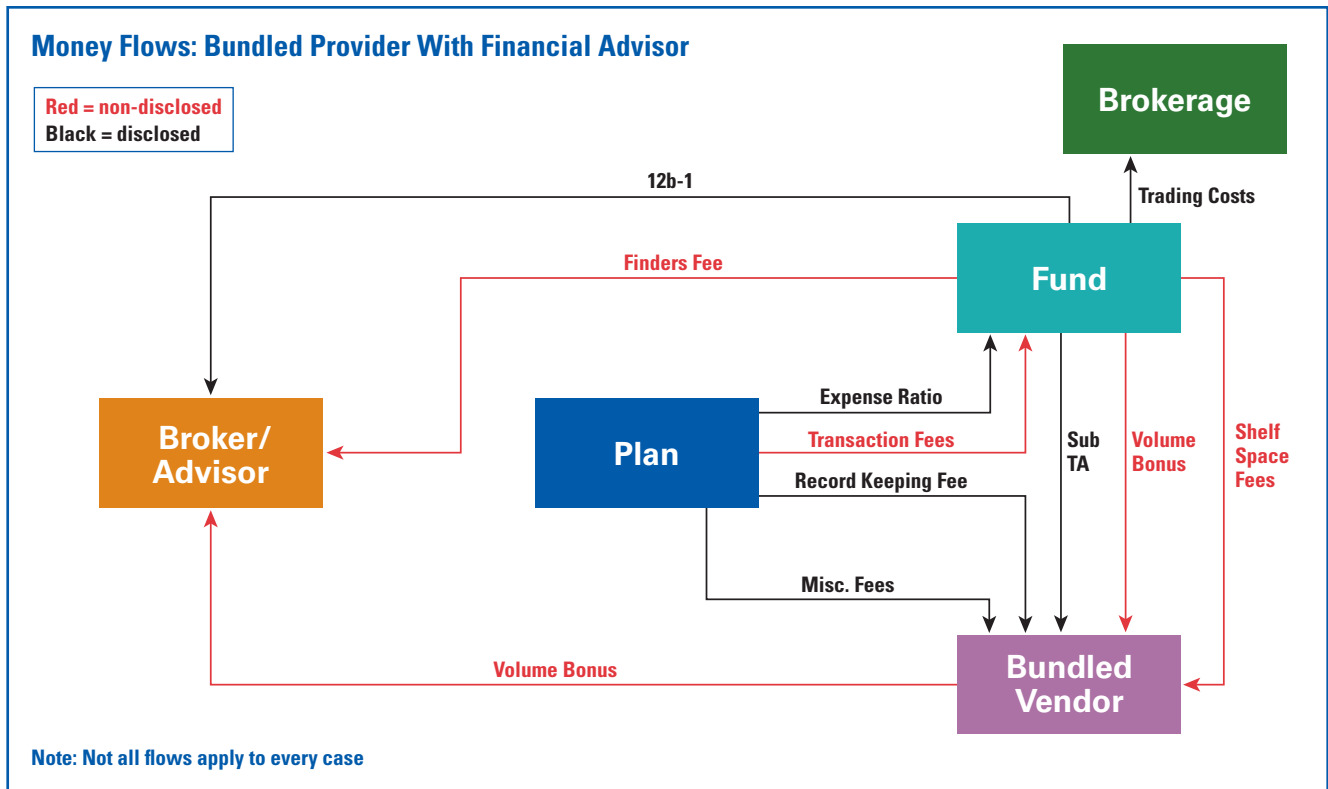 Money Flows: Bundled Provider With Financial Advisor
Red = non-disclosed
Black = disclosed
Brokerage
12b-1
Trading Costs
Finders Fee
Fund
Broker/
Advisor
Plan
Expense Ratio
Transaction Fees
Record Keeping Fee
Misc. Fees
Sub
TA
Volume
Bonus
Shelf
Space
Fees
Volume Bonus
Bundled
Vendor
Note: Not all flows apply to every case